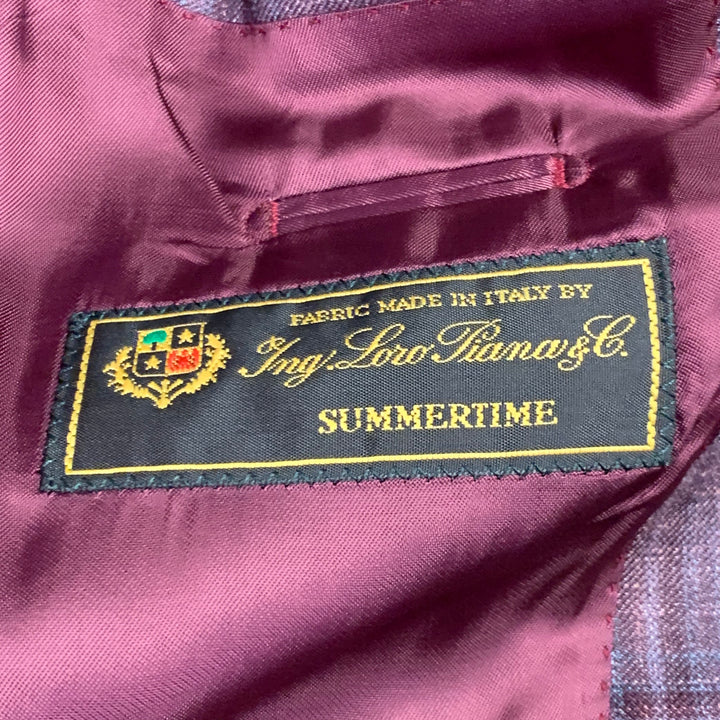 FABRIC MADE IN ITALY BY
Ing. Loro Piana & C.
SUMMERTIME